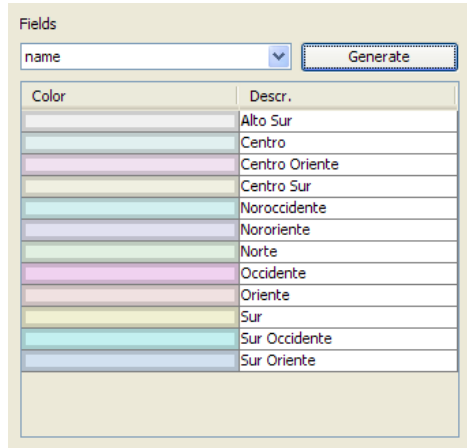 Fields
name Generate
Color Descr.
Alto Sur
Centro
Centro Oriente
Centro Sur
Noroccidente
Nororiente
Norte
Occidente
Oriente
Sur
Sur Occidente
Sur Oriente